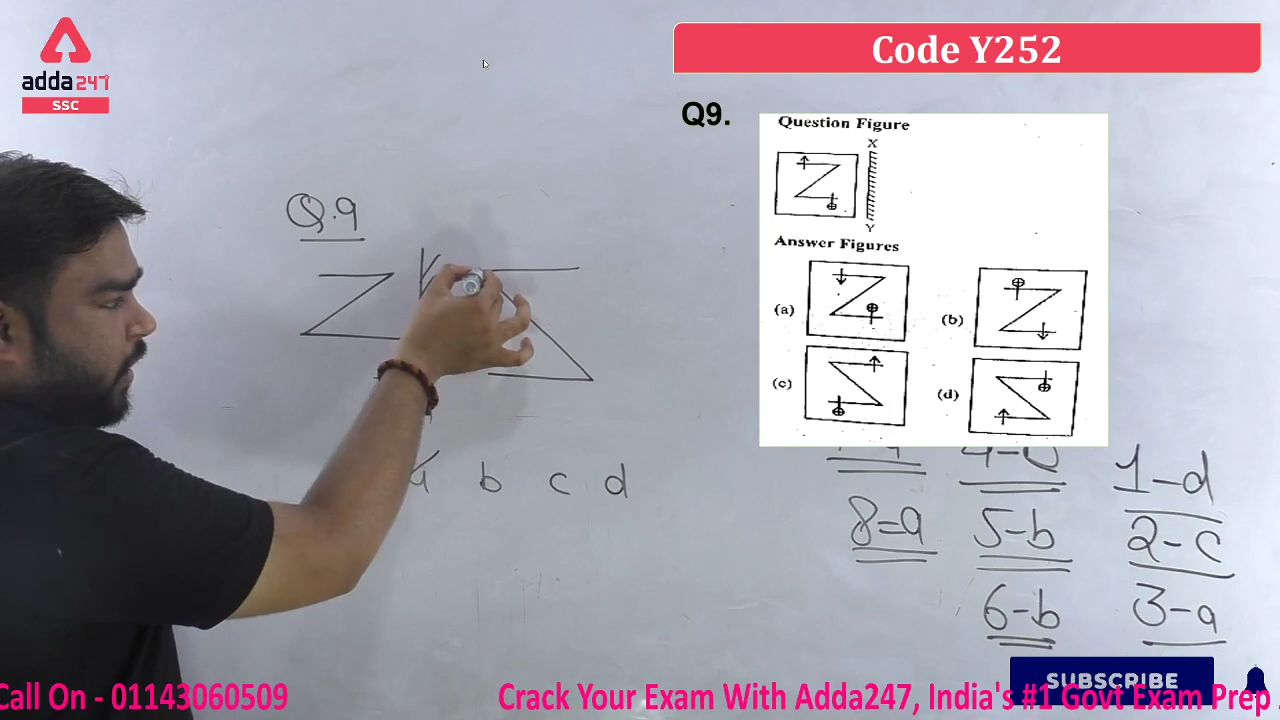 adda247
SSC
Code Y252
Q9.
Question Figure
X
Y
Answer Figures
(a)
(b)
(c)
(d)
Q.9
a b c d
8=a
5-b
6-b
1-d
2-c
3-a
SUBSCRIBE
Call On - 01143060509
Crack Your Exam With Adda247, India's #1 Govt Exam Prep